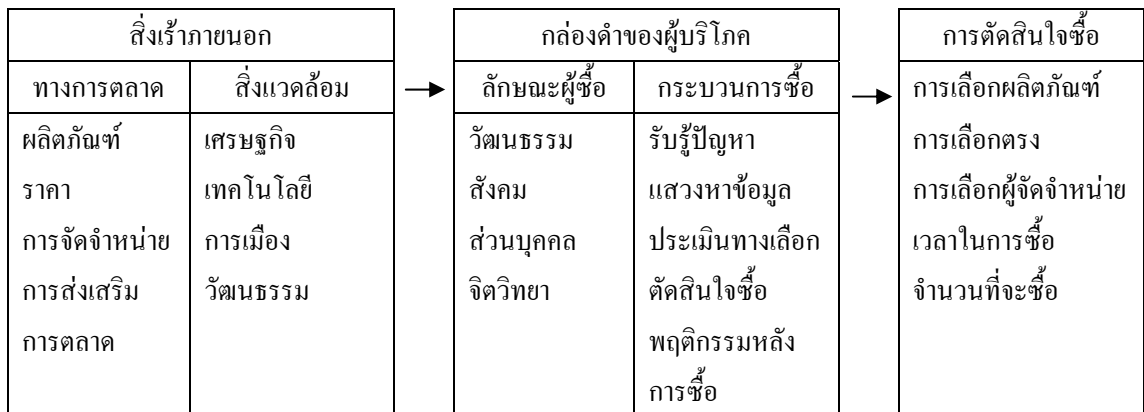 สิ่งเร้าภายนอก
ทางการตลาด
สิ่งแวดล้อม
ผลิตภัณฑ์
ราคา
การจัดจำหน่าย
การส่งเสริม
การตลาด
เศรษฐกิจ
เทคโนโลยี
การเมือง
วัฒนธรรม
กล่องดำของผู้บริโภค
ลักษณะผู้ซื้อ
กระบวนการซื้อ
วัฒนธรรม
สังคม
ส่วนบุคคล
จิตวิทยา
รับรู้ปัญหา
แสวงหาข้อมูล
ประเมินทางเลือก
ตัดสินใจซื้อ
พฤติกรรมหลัง
การซื้อ
การตัดสินใจซื้อ
การเลือกผลิตภัณฑ์
การเลือกตรง
การเลือกผู้จัดจำหน่าย
เวลาในการซื้อ
จำนวนที่จะซื้อ